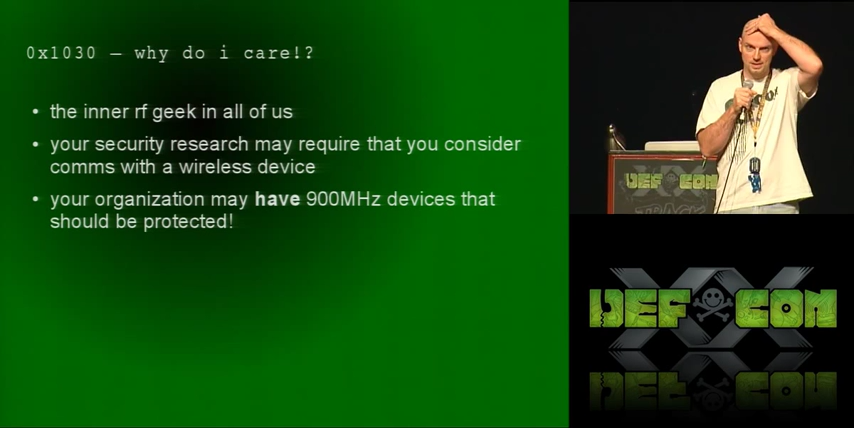 0x1030 – why do i care!?
• the inner rf geek in all of us
• your security research may require that you consider
comms with a wireless device
• your organization may have 900MHz devices that
should be protected!
DEF CON
TRACK
XX
DEF CON